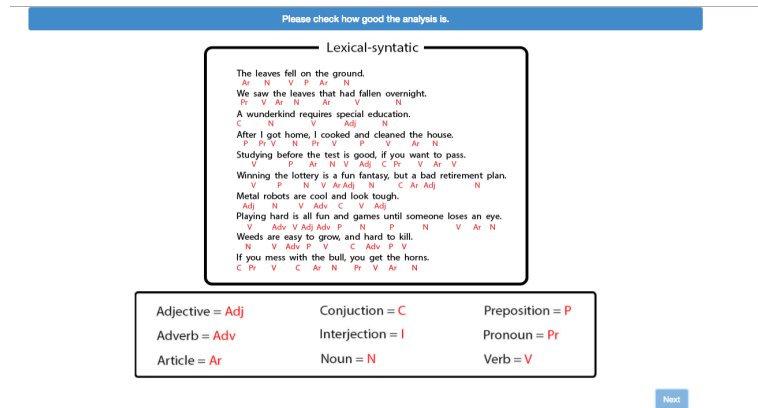 Please check how good the analysis is.
Lexical-syntatic
The leaves fell on the ground.
Ar N V P Ar N
We saw the leaves that had fallen overnight.
Pr V Ar N Ar V N
A wunderkind requires special education.
C N V Adj N
After I got home, I cooked and cleaned the house.
P Pr V N Pr V P V Ar N
Studying before the test is good, if you want to pass.
V P Ar N V Adj C Pr V Ar V
Winning the lottery is a fun fantasy, but a bad retirement plan.
V P N V Ar Adj N C Ar Adj N
Metal robots are cool and look tough.
Adj N V Adv C V Adj
Playing hard is all fun and games until someone loses an eye.
V Adv V Adj Adv P N P N V Ar N
Weeds are easy to grow, and hard to kill.
N V Adv P V C Adv P V
If you mess with the bull, you get the horns.
C Pr V C Ar N Pr V Ar N
Adjective = Adj Conjuction = C Preposition = P
Adverb = Adv Interjection = I Pronoun = Pr
Article = Ar Noun = N Verb = V
Next